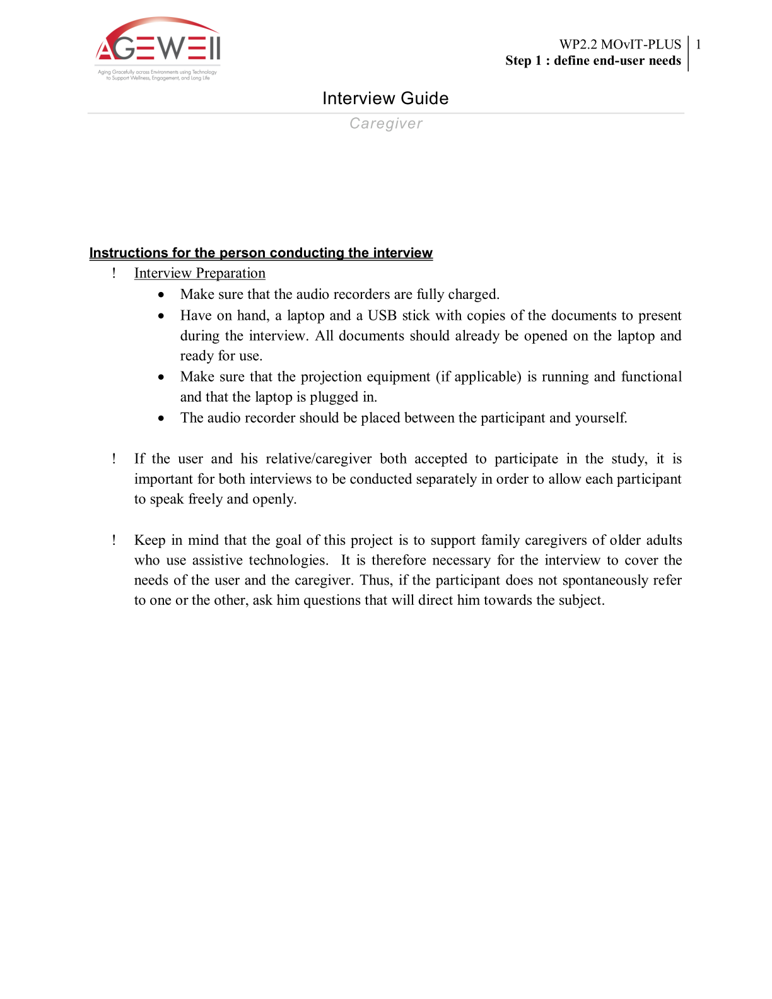 AGEWEll
Aging Gracefully across Environments using Technology
to Support Wellness, Engagement, and Long Life
WP2.2 MOvIT-PLUS 1
Step 1 : define end-user needs
Interview Guide
Caregiver
Instructions for the person conducting the interview
! Interview Preparation
• Make sure that the audio recorders are fully charged.
• Have on hand, a laptop and a USB stick with copies of the documents to present
during the interview. All documents should already be opened on the laptop and
ready for use.
• Make sure that the projection equipment (if applicable) is running and functional
and that the laptop is plugged in.
• The audio recorder should be placed between the participant and yourself.
! If the user and his relative/caregiver both accepted to participate in the study, it is
important for both interviews to be conducted separately in order to allow each participant
to speak freely and openly.
! Keep in mind that the goal of this project is to support family caregivers of older adults
who use assistive technologies. It is therefore necessary for the interview to cover the
needs of the user and the caregiver. Thus, if the participant does not spontaneously refer
to one or the other, ask him questions that will direct him towards the subject.